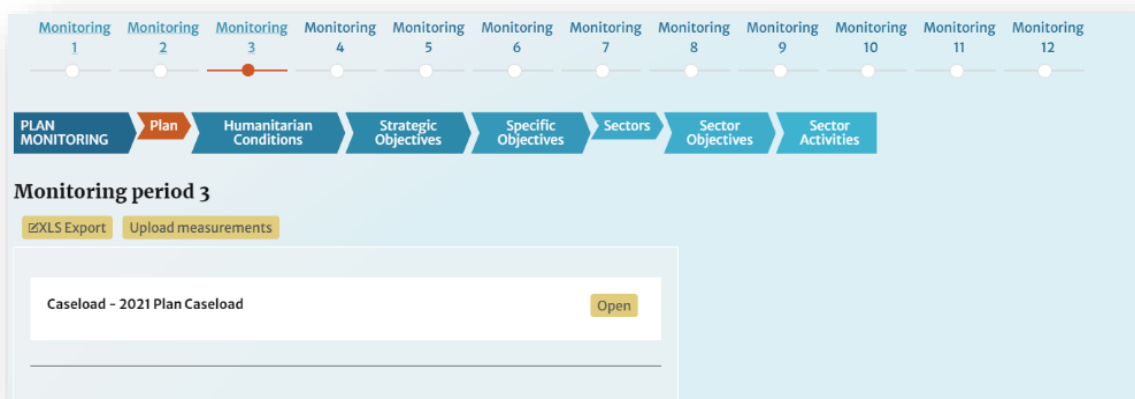 Monitoring 1
Monitoring 2
Monitoring 3
Monitoring 4
Monitoring 5
Monitoring 6
Monitoring 7
Monitoring 8
Monitoring 9
Monitoring 10
Monitoring 11
Monitoring 12
PLAN
MONITORING
Plan
Humanitarian
Conditions
Strategic
Objectives
Specific
Objectives
Sectors
Sector
Objectives
Sector
Activities
Monitoring period 3
XLS Export
Upload measurements
Caseload - 2021 Plan Caseload
Open